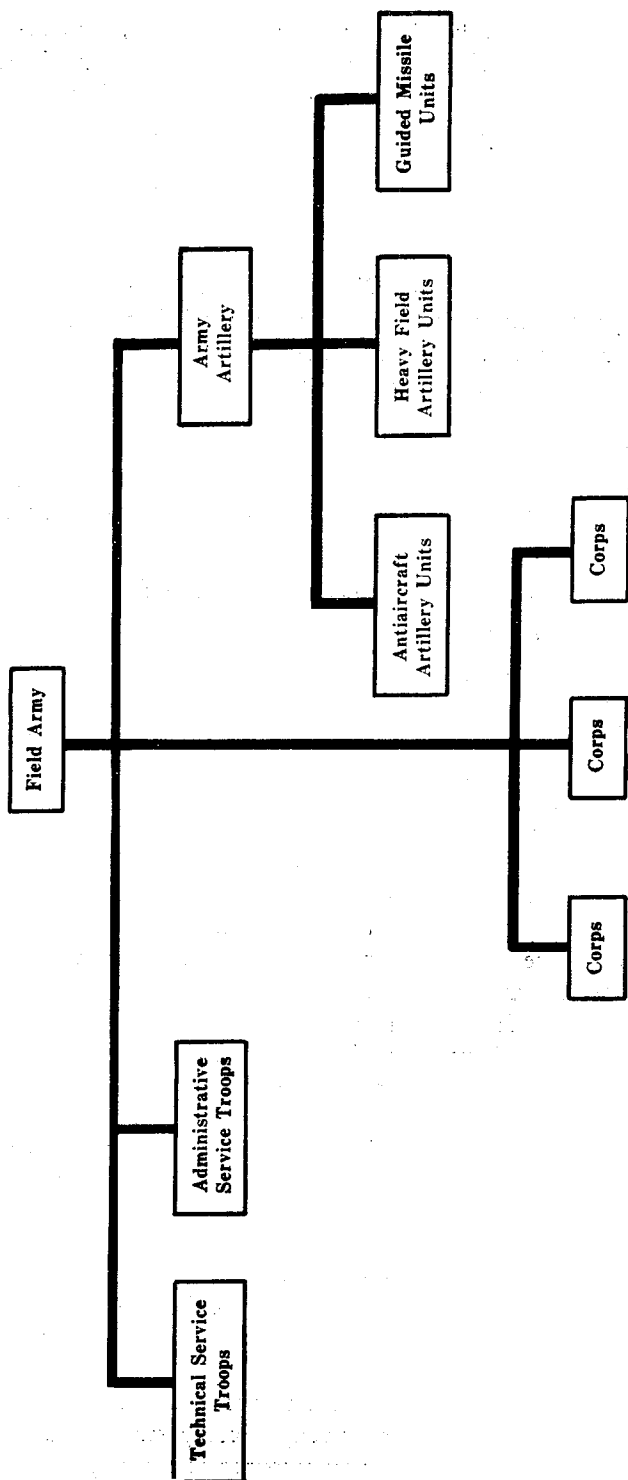 Field Army
Technical Service
Troops
Administrative
Service Troops
Army
Artillery
Antiaircraft
Artillery Units
Heavy Field
Artillery Units
Guided Missile
Units
Corps
Corps
Corps